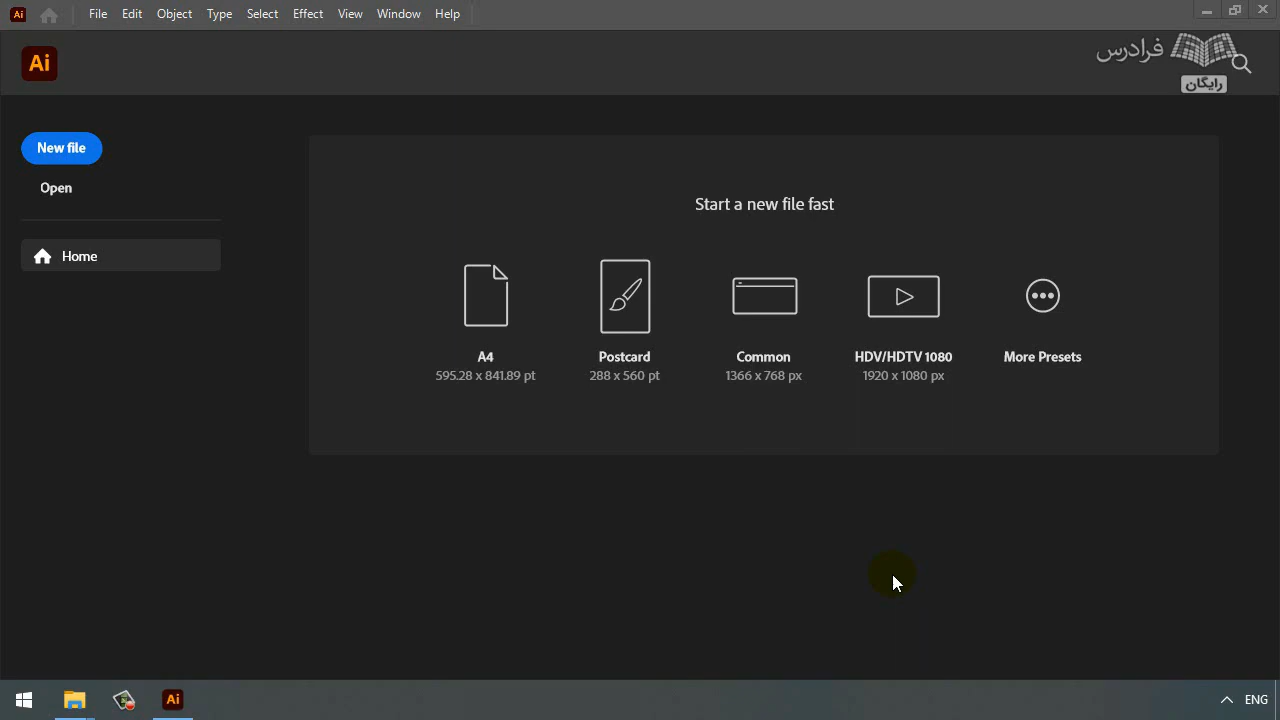 Ai File Edit Object Type Select Effect View Window Help
Ai
فرادرس
رایگان
New file
Open
Home
Start a new file fast
A4 Postcard Common HDV/HDTV 1080 More Presets
595.28 x 841.89 pt 288 x 560 pt 1366 x 768 px 1920 x 1080 px
Ai ENG